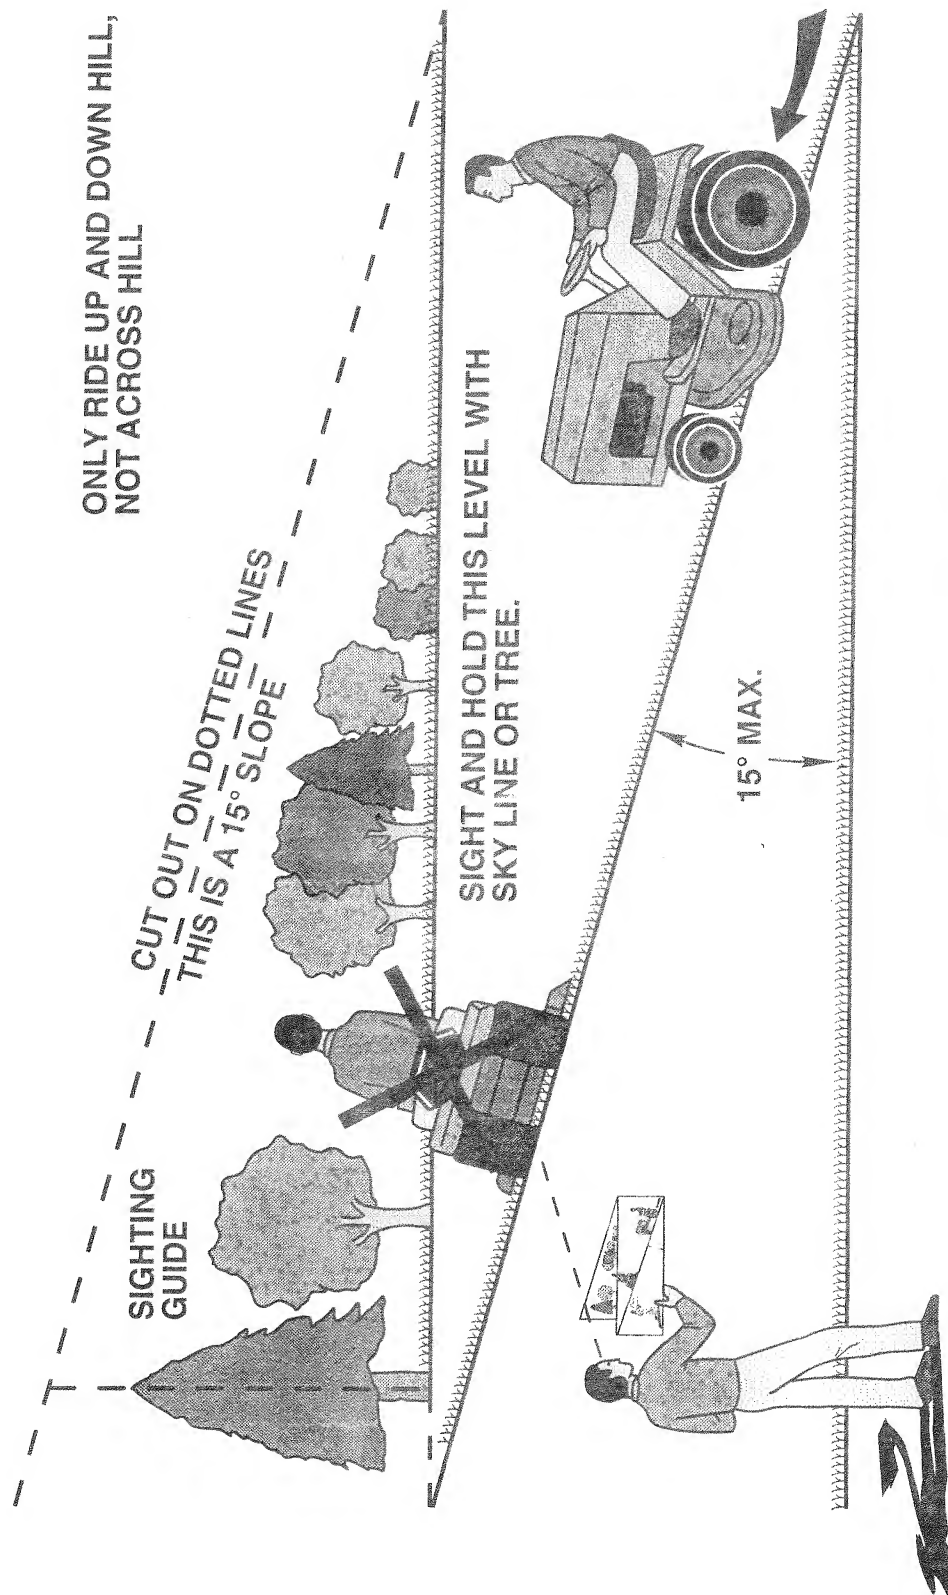 ONLY RIDE UP AND DOWN HILL,
NOT ACROSS HILL
CUT OUT ON DOTTED LINES
THIS IS A 15° SLOPE
SIGHTING
GUIDE
SIGHT AND HOLD THIS LEVEL WITH
SKY LINE OR TREE.
15° MAX.